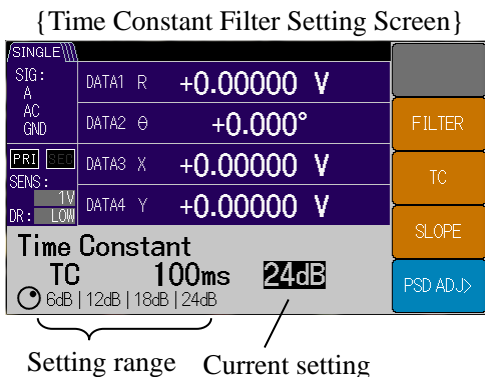 {Time Constant Filter Setting Screen}
/SINGLE\\\
SIG:
A
AC
GND
DATA1 R +0.00000 V
DATA2 θ +0.000°
DATA3 X +0.00000 V
DATA4 Y +0.00000 V
PRI SEC
SENS:
1V
DR: LOW
FILTER
TC
SLOPE
PSD ADJ▷
Time Constant
TC 100ms 24dB
6dB | 12dB | 18dB | 24dB
Setting range Current setting